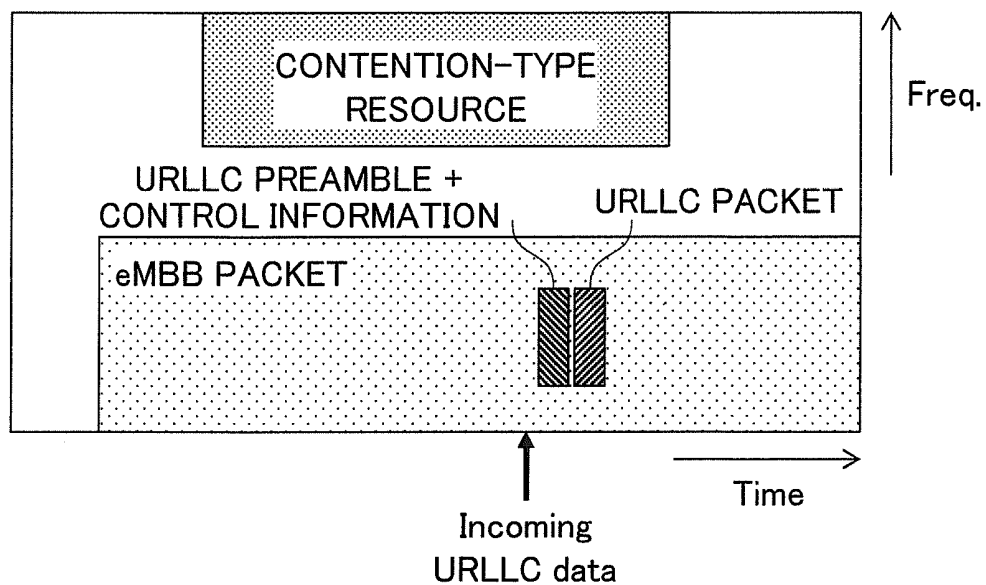 CONTENTION-TYPE
RESOURCE
Freq.
URLLC PREAMBLE +
CONTROL INFORMATION
URLLC PACKET
eMBB PACKET
Time
Incoming
URLLC data